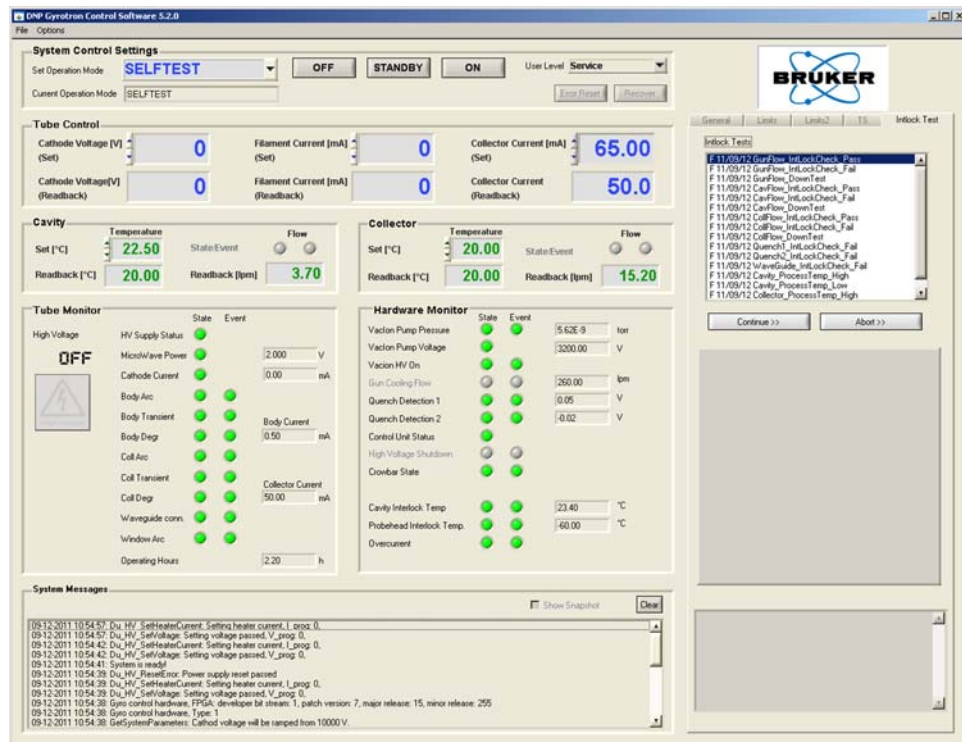 DNP Gyrotron Control Software 5.2.0
File Options
System Control Settings
Set Operation Mode SELFTEST OFF STANDBY ON User Level Service
Current Operation Mode SELFTEST Error Reset Recover
BRUKER
Tube Control
Cathode Voltage [V] (Set) 0 Filament Current [mA] (Set) 0 Collector Current [mA] (Set) 65.00
Cathode Voltage[V] (Readback) 0 Filament Current [mA] (Readback) 0 Collector Current (Readback) 50.0
Cavity
Temperature Flow
Set [°C] 22.50 State/Event
Readback [°C] 20.00 Readback [lpm] 3.70
Collector
Temperature Flow
Set [°C] 20.00 State/Event
Readback [°C] 20.00 Readback [lpm] 15.20
Tube Monitor
State Event
High Voltage HV Supply Status
OFF
MicroWave Power 2.000 V
Cathode Current 0.00 mA
Body Arc
Body Transient Body Current
Body Degr 0.50 mA
Coll Arc
Coll Transient Collector Current
Coll Degr 50.00 mA
Waveguide conn.
Window Arc
Operating Hours 2.20 h
Hardware Monitor
State Event
VacIon Pump Pressure 5.62E-9 torr
VacIon Pump Voltage 3200.00 V
Vacion HV On
Gun Cooling Flow 260.00 lpm
Quench Detection 1 0.05 V
Quench Detection 2 -0.02 V
Control Unit Status
High Voltage Shutdown
Crowbar State
Cavity Interlock Temp 23.40 °C
Probehead Interlock Temp. -60.00 °C
Overcurrent
System Messages
Show Snapshot Clear
09-12-2011 10:54:57: Du_HV_SetHeaterCurrent: Setting heater current, I_prog: 0,
09-12-2011 10:54:57: Du_HV_SetVoltage: Setting voltage passed, V_prog: 0,
09-12-2011 10:54:42: Du_HV_SetHeaterCurrent: Setting heater current, I_prog: 0,
09-12-2011 10:54:42: Du_HV_SetVoltage: Setting voltage passed, V_prog: 0,
09-12-2011 10:54:41: System is ready!
09-12-2011 10:54:39: Du_HV_ResetError: Power supply reset passed
09-12-2011 10:54:39: Du_HV_SetHeaterCurrent: Setting heater current, I_prog: 0,
09-12-2011 10:54:39: Du_HV_SetVoltage: Setting voltage passed, V_prog: 0,
09-12-2011 10:54:38: Gyro control hardware, FPGA: developer bit stream: 1, patch version: 7, major release: 15, minor release: 255
09-12-2011 10:54:38: Gyro control hardware, Type: 1
09-12-2011 10:54:38: GetSystemParameters: Cathod voltage will be ramped from 10000 V.
General Limits Limits2 TS Intlock Test
Intlock Tests
F 11/09/12 GunFlow_IntLockCheck_Pass
F 11/09/12 GunFlow_IntLockCheck_Fail
F 11/09/12 GunFlow_DownTest
F 11/09/12 CavFlow_IntLockCheck_Pass
F 11/09/12 CavFlow_IntLockCheck_Fail
F 11/09/12 CavFlow_DownTest
F 11/09/12 CollFlow_IntLockCheck_Pass
F 11/09/12 CollFlow_IntLockCheck_Fail
F 11/09/12 CollFlow_DownTest
F 11/09/12 Quench1_IntLockCheck_Fail
F 11/09/12 Quench2_IntLockCheck_Fail
F 11/09/12 WaveGuide_IntLockCheck_Fail
F 11/09/12 Cavity_ProcessTemp_High
F 11/09/12 Cavity_ProcessTemp_Low
F 11/09/12 Collector_ProcessTemp_High
Continue >> Abort >>